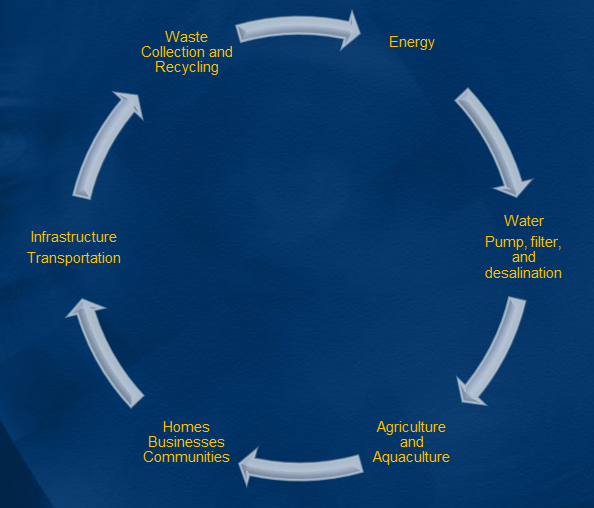 Waste
Collection and
Recycling
Energy
Water
Pump, filter,
and
desalination
Agriculture
and
Aquaculture
Homes
Businesses
Communities
Infrastructure
Transportation